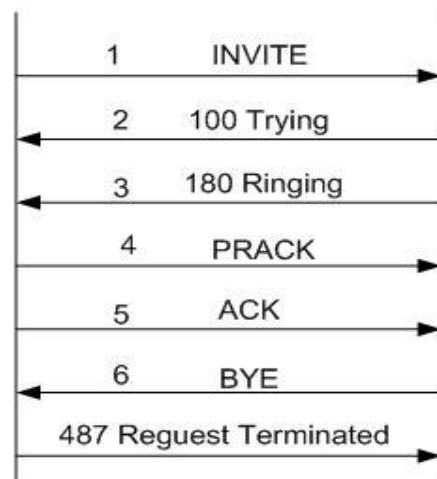 1 INVITE
2 100 Trying
3 180 Ringing
4 PRACK
5 ACK
6 BYE
487 Reguest Terminated